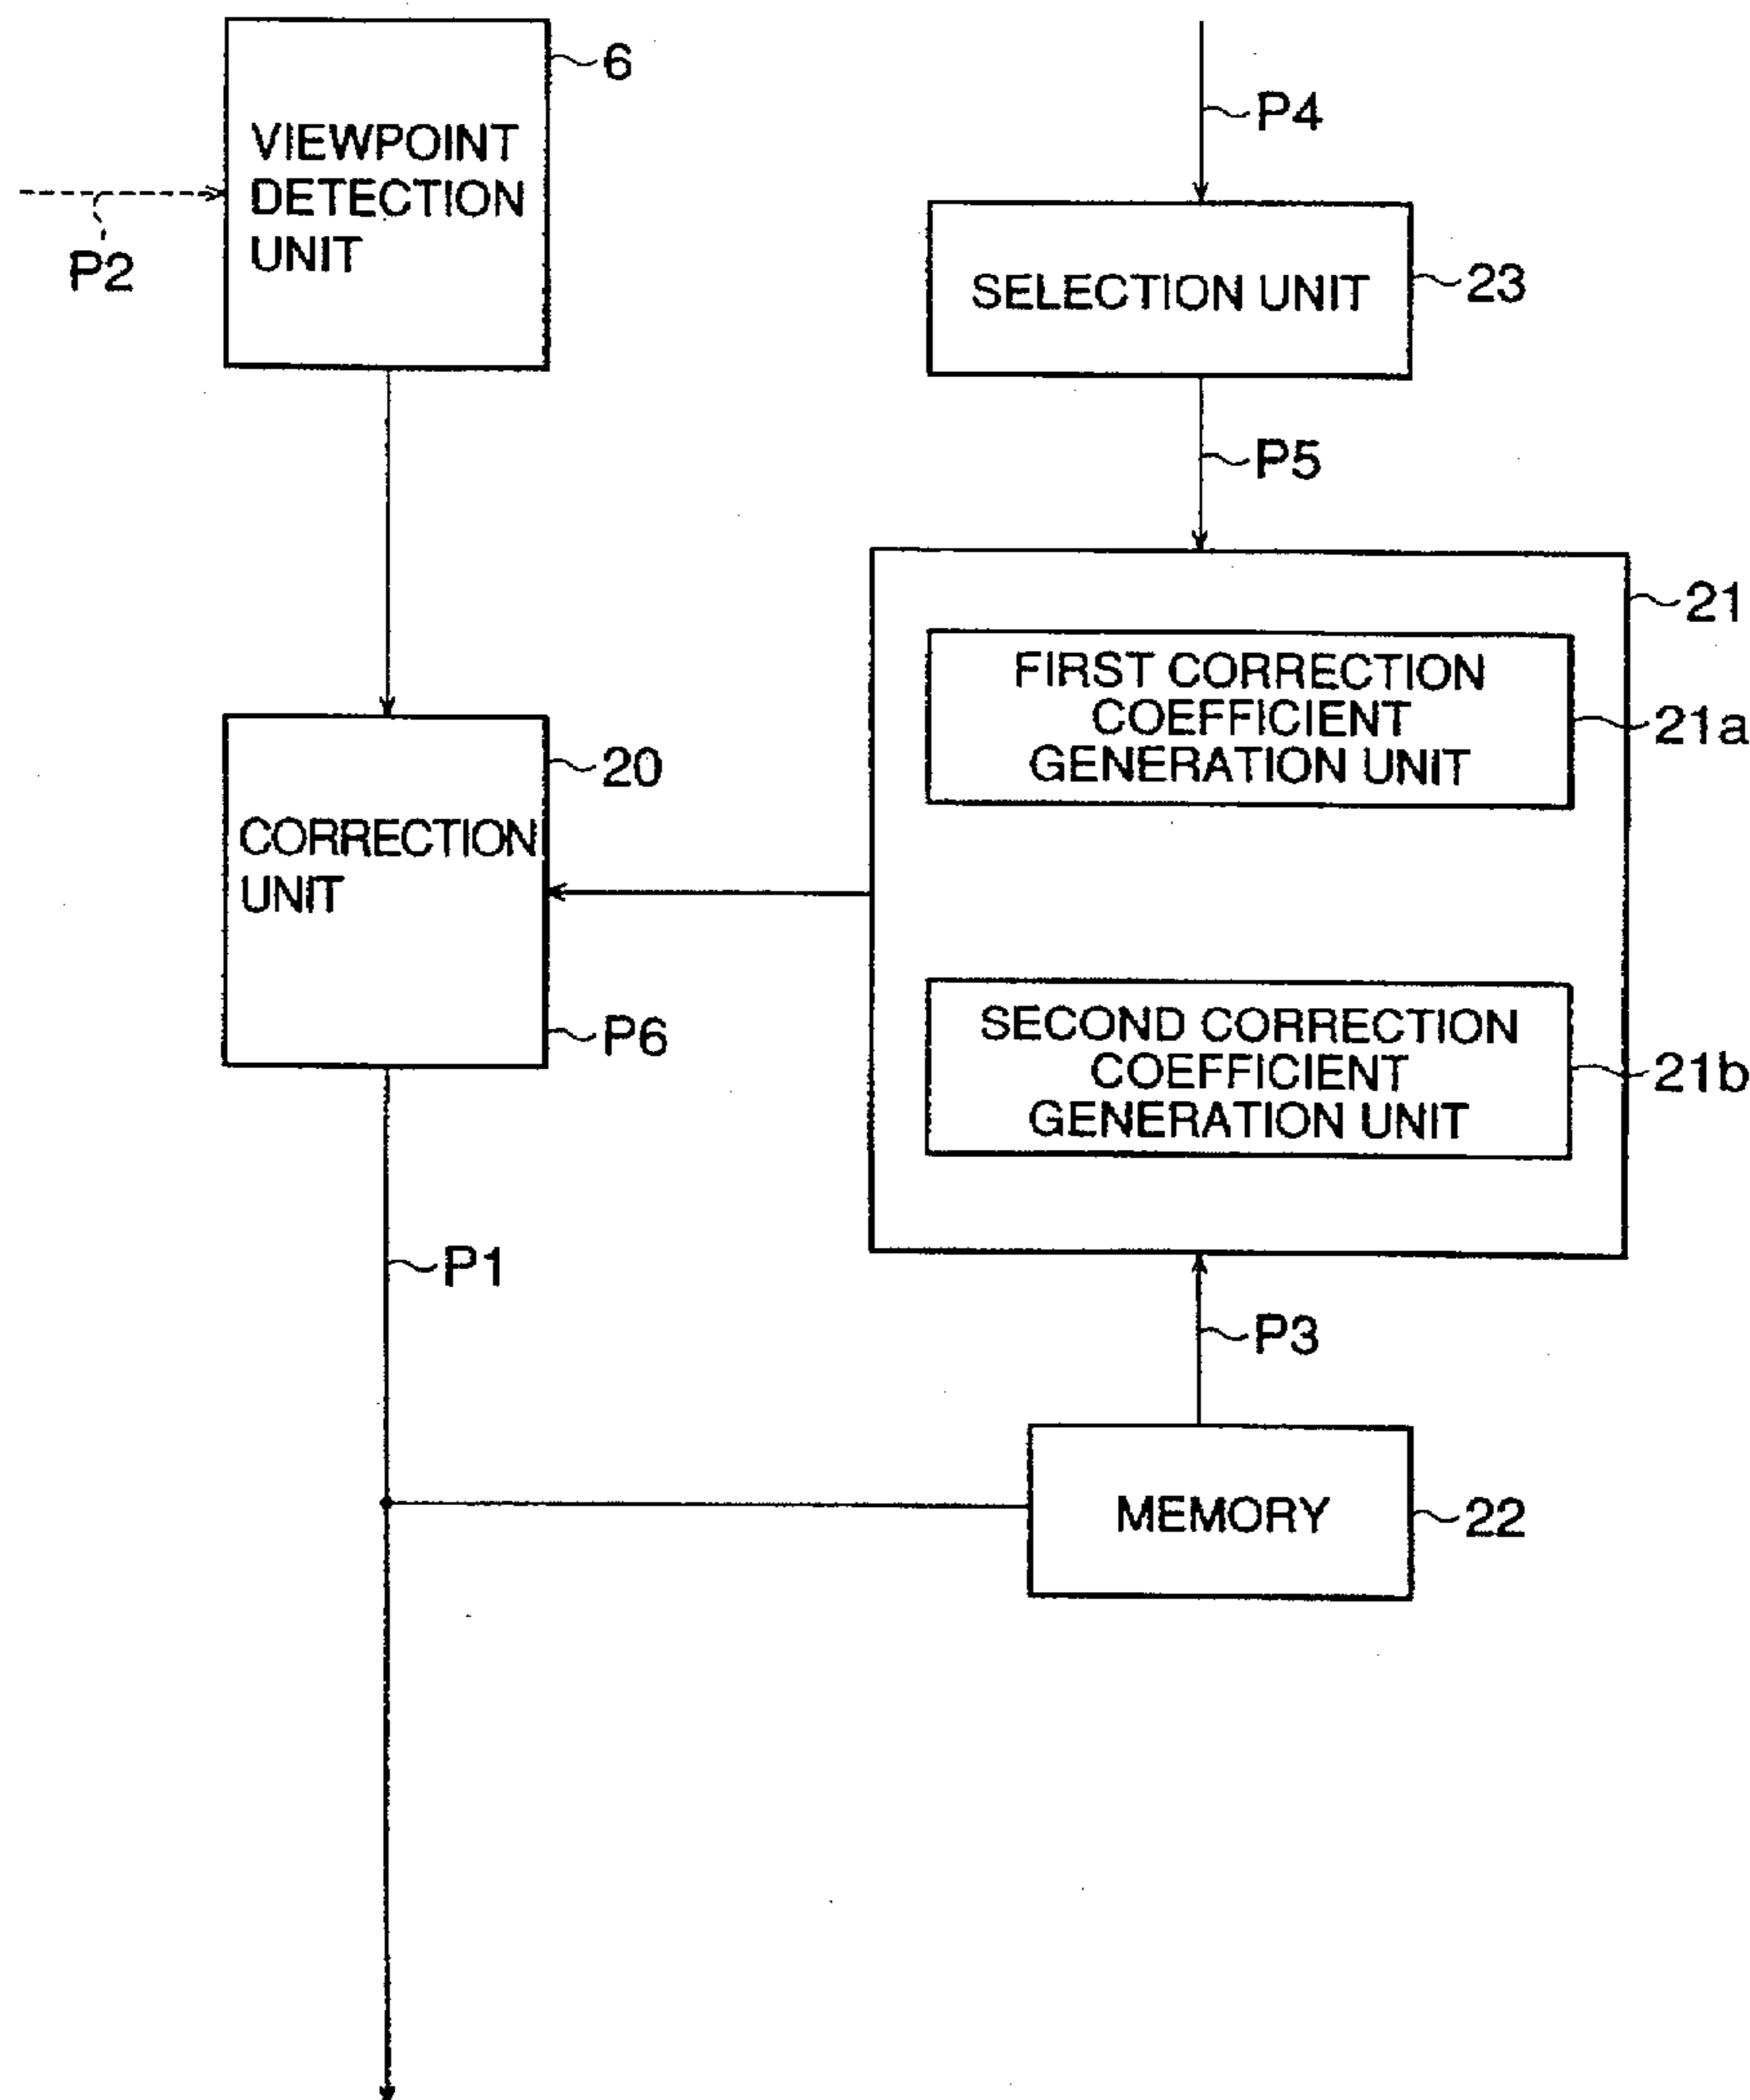 6
VIEWPOINT
DETECTION
UNIT
P2
P4
SELECTION UNIT
23
P5
21
FIRST CORRECTION
COEFFICIENT
GENERATION UNIT
21a
20
CORRECTION
UNIT
P6
SECOND CORRECTION
COEFFICIENT
GENERATION UNIT
21b
P1
P3
MEMORY
22